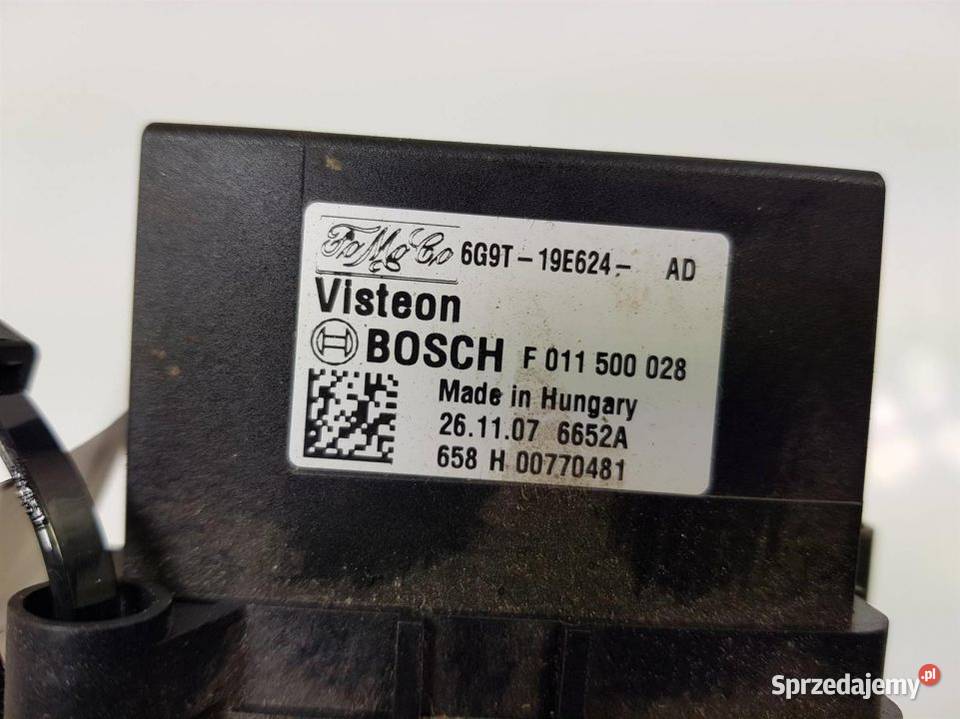 FoMoCo 6G9T-19E624- AD
Visteon
BOSCH F 011 500 028
Made in Hungary
26.11.07 6652A
658 H 00770481
Sprzedajemy.pl